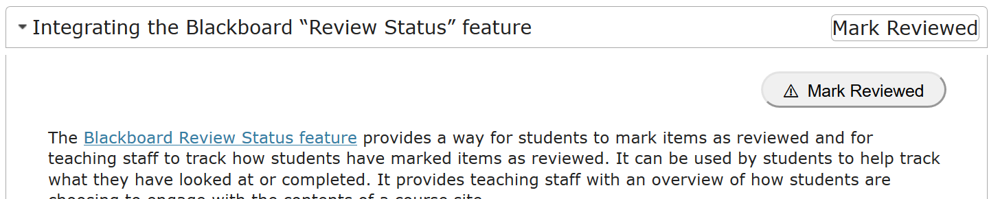 Integrating the Blackboard “Review Status” feature
Mark Reviewed
Mark Reviewed
The Blackboard Review Status feature provides a way for students to mark items as reviewed and for
teaching staff to track how students have marked items as reviewed. It can be used by students to help track
what they have looked at or completed. It provides teaching staff with an overview of how students are
choosing to engage with the contents of a course site.